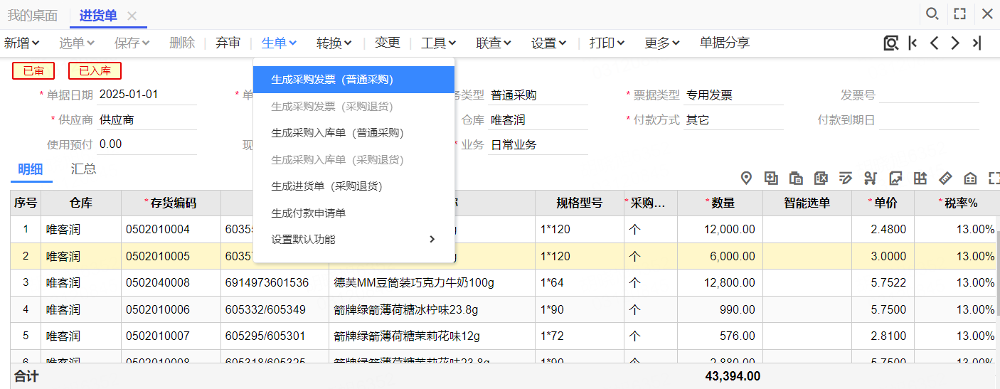 我的桌面 进货单
新增 选单 保存 删除 弃审 生单 转换 变更 工具 联查 设置 打印 更多 单据分享
已审 已入库
生成采购发票（普通采购）
生成采购发票（采购退货）
生成采购入库单（普通采购）
生成采购入库单（采购退货）
生成进货单（采购退货）
生成付款申请单
设置默认功能
* 单据日期 2025-01-01 * 单 务类型 普通采购 * 票据类型 专用发票 发票号
* 供应商 供应商 仓库 唯客润 * 付款方式 其它 付款到期日
使用预付 0.00 现 * 业务 日常业务
明细 汇总
序号 仓库 *存货编码 规格型号 *采购... *数量 智能选单 *单价 *税率%
1 唯客润 0502010004 6035 1*120 个 12,000.00 2.4800 13.00%
2 唯客润 0502010005 6035 1*120 个 6,000.00 3.0000 13.00%
3 唯客润 0502040008 6914973601536 德芙MM豆筒装巧克力牛奶100g 1*64 个 12,800.00 5.7522 13.00%
4 唯客润 0502010006 605332/605349 箭牌绿箭薄荷糖冰柠味23.8g 1*90 个 990.00 5.7500 13.00%
5 唯客润 0502010007 605295/605301 箭牌绿箭薄荷糖茉莉花味12g 1*72 个 576.00 2.8100 13.00%
6 唯客润 0502010008 605318/605325 箭牌绿箭薄荷糖茉莉花味23.8g 1*90 个 2,880.00 5.7500 13.00%
合计 43,394.00